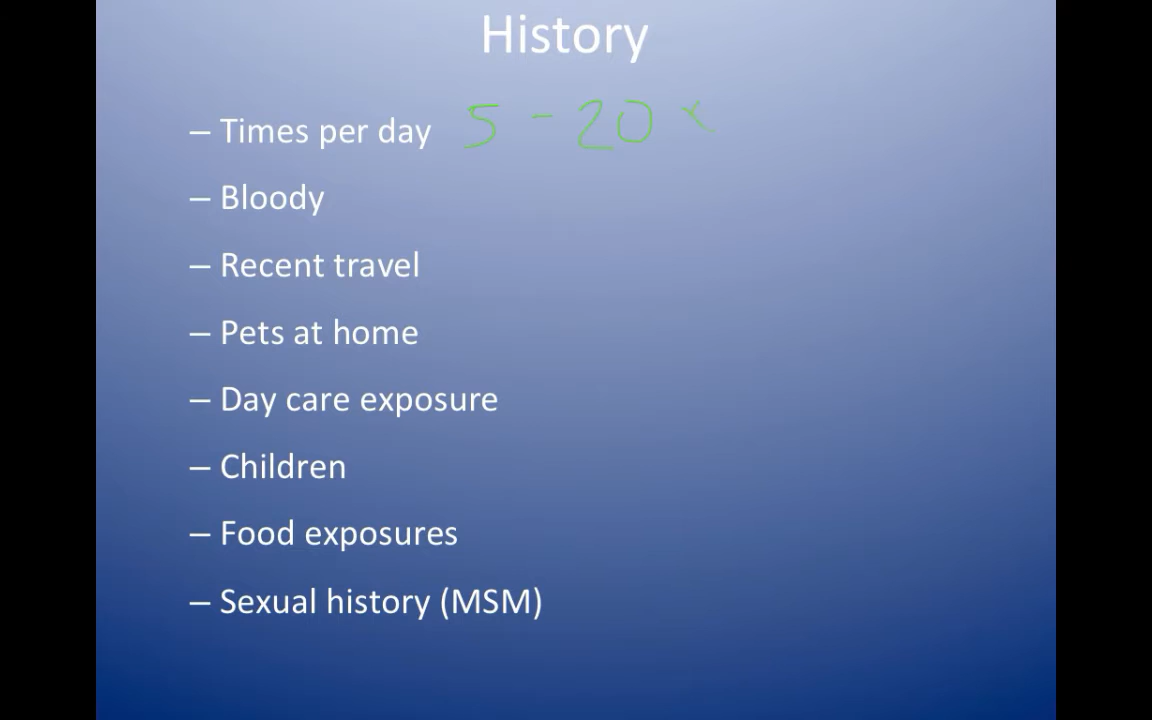 History
– Times per day 5 - 20 x
– Bloody
– Recent travel
– Pets at home
– Day care exposure
– Children
– Food exposures
– Sexual history (MSM)